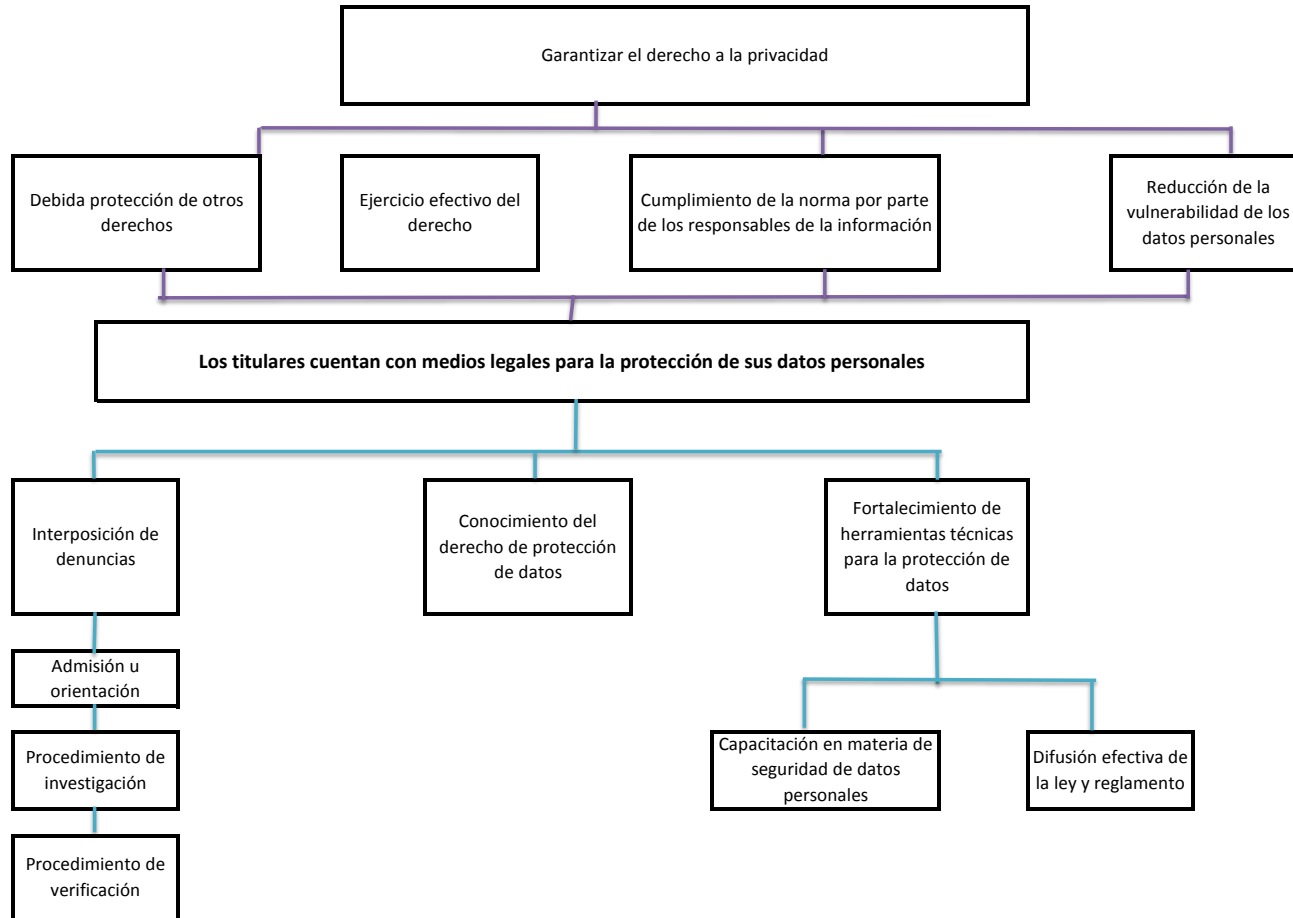 Garantizar el derecho a la privacidad
Debida protección de otros
derechos
Ejercicio efectivo del
derecho
Cumplimiento de la norma por parte
de los responsables de la información
Reducción de la
vulnerabilidad de los
datos personales
Los titulares cuentan con medios legales para la protección de sus datos personales
Interposición de
denuncias
Conocimiento del
derecho de protección
de datos
Fortalecimiento de
herramientas técnicas
para la protección de
datos
Admisión u
orientación
Procedimiento de
investigación
Procedimiento de
verificación
Capacitación en materia de
seguridad de datos
personales
Difusión efectiva de
la ley y reglamento